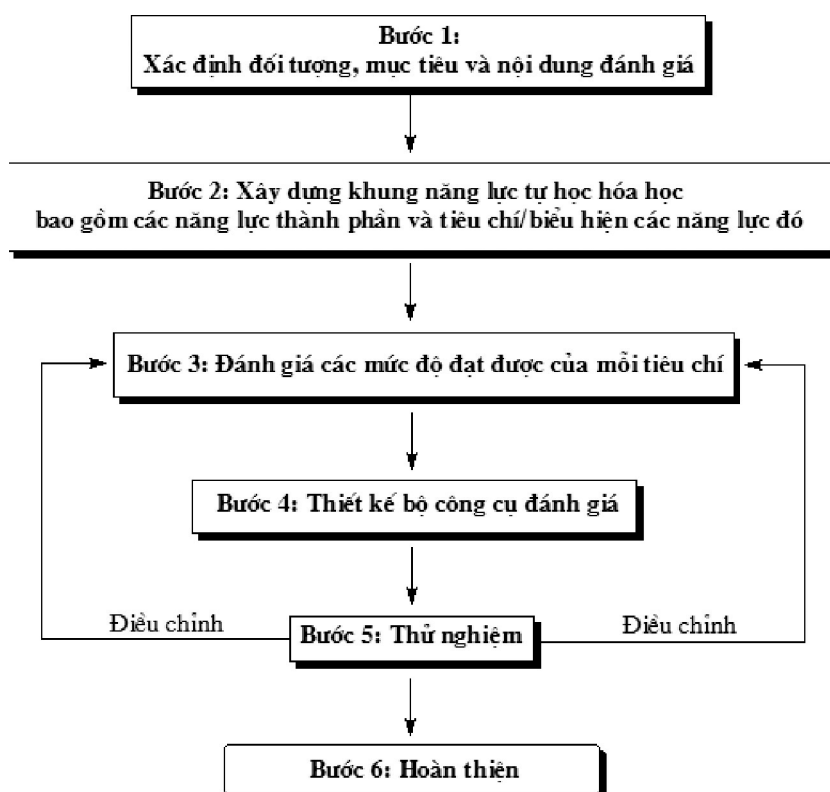 Bước 1:
Xác định đối tượng, mục tiêu và nội dung đánh giá
Bước 2: Xây dựng khung năng lực tự học hóa học
bao gồm các năng lực thành phần và tiêu chí/biểu hiện các năng lực đó
Bước 3: Đánh giá các mức độ đạt được của mỗi tiêu chí
Bước 4: Thiết kế bộ công cụ đánh giá
Điều chỉnh
Bước 5: Thử nghiệm
Điều chỉnh
Bước 6: Hoàn thiện